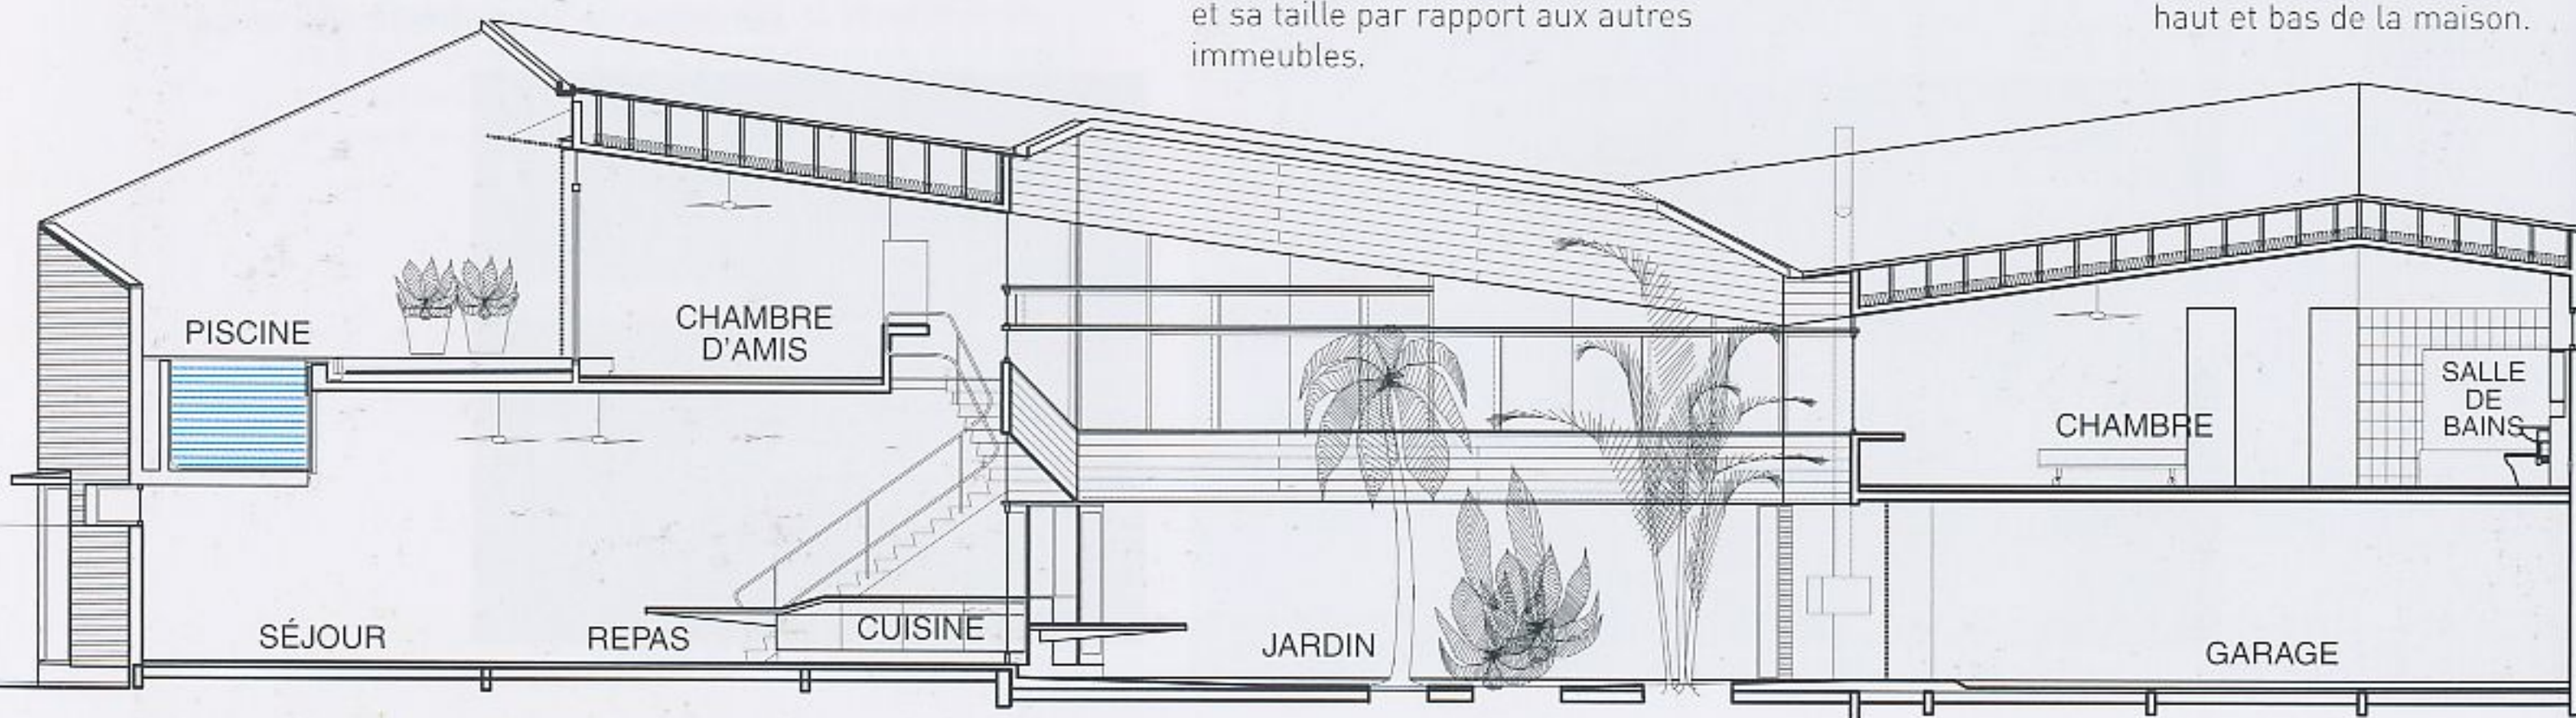 et sa taille par rapport aux autres
immeubles.
haut et bas de la maison.
PISCINE
CHAMBRE
D'AMIS
SALLE
DE
BAINS
CHAMBRE
SÉJOUR
REPAS
CUISINE
JARDIN
GARAGE